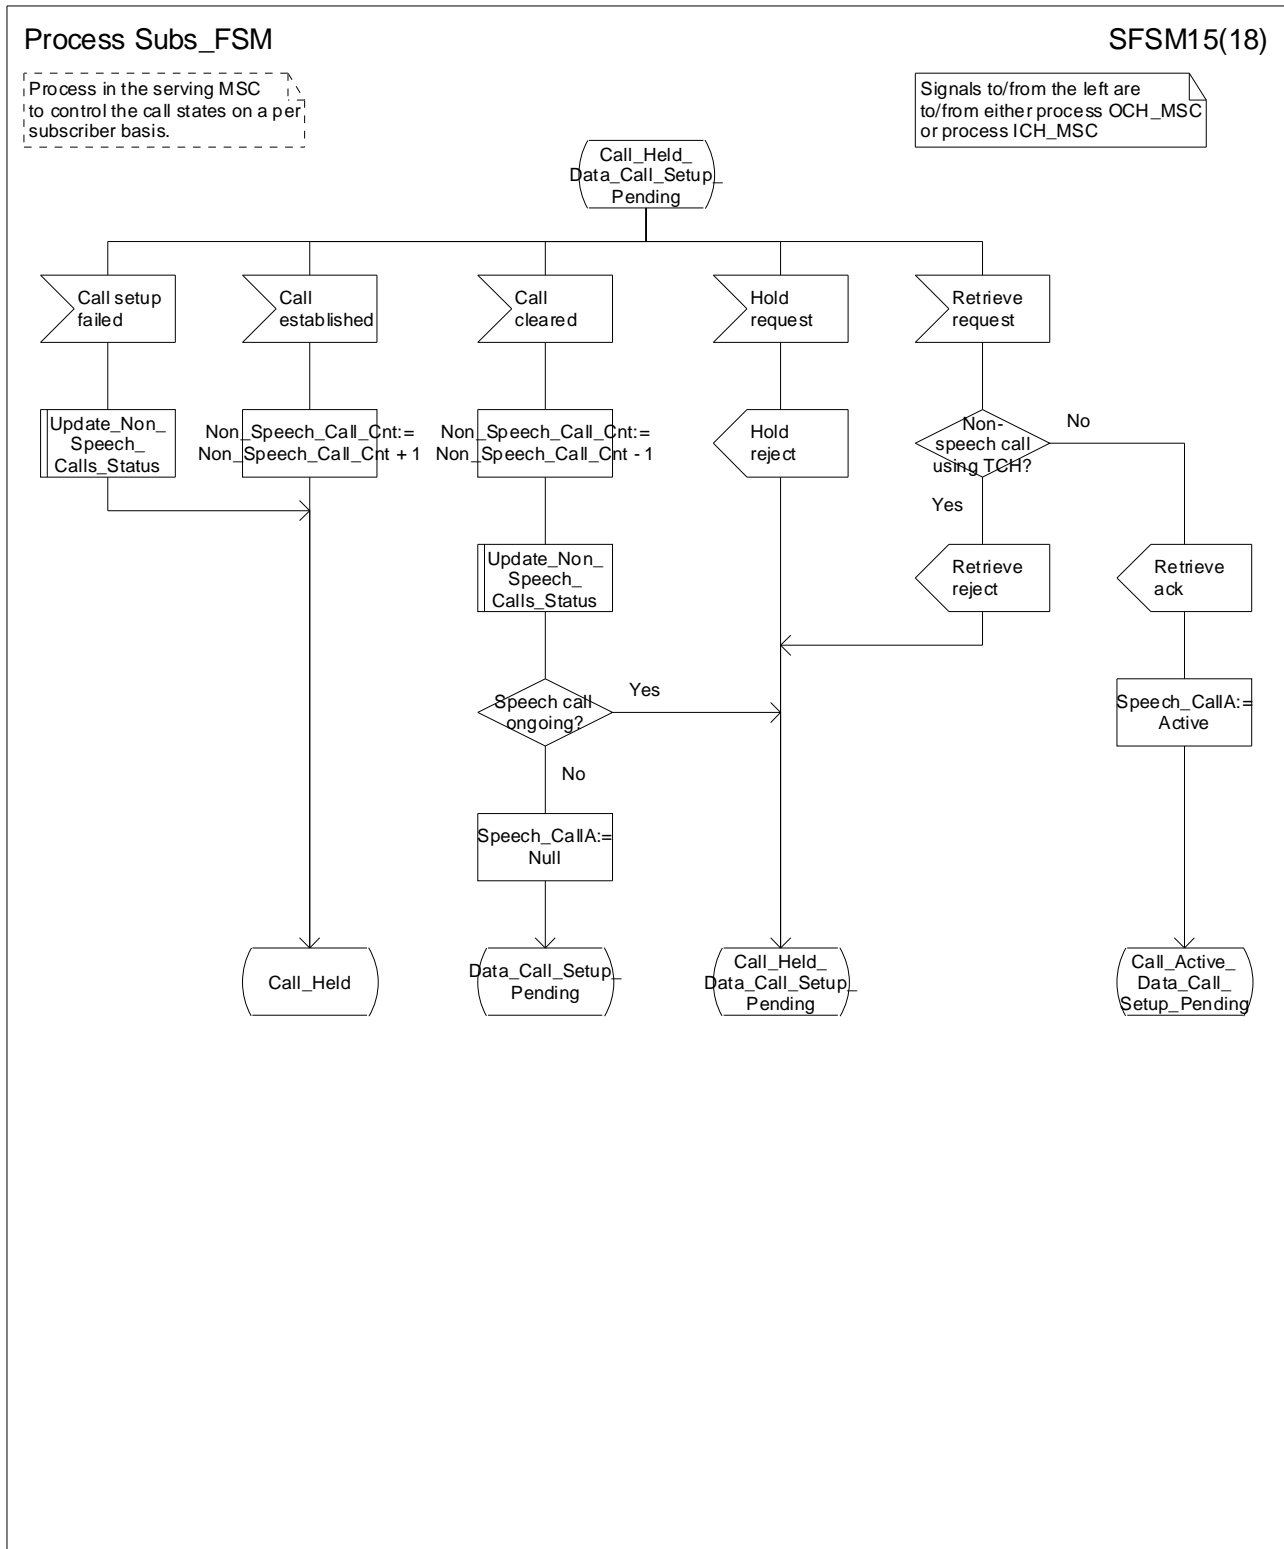 Process Subs_FSM
SFSM15(18)
Process in the serving MSC
to control the call states on a per
subscriber basis.
Signals to/from the left are
to/from either process OCH_MSC
or process ICH_MSC
Call_Held_
Data_Call_Setup_
Pending
Call setup
failed
Call
established
Call
cleared
Hold
request
Retrieve
request
Update_Non_
Speech_
Calls_Status
Non_Speech_Call_Cnt:=
Non_Speech_Call_Cnt + 1
Non_Speech_Call_Cnt:=
Non_Speech_Call_Cnt - 1
Hold
reject
Non-
speech call
using TCH?
No
Yes
Update_Non_
Speech_
Calls_Status
Retrieve
reject
Retrieve
ack
Speech call
ongoing?
Yes
No
Speech_CallA:=
Active
Speech_CallA:=
Null
Call_Held
Data_Call_Setup_
Pending
Call_Held_
Data_Call_Setup_
Pending
Call_Active_
Data_Call_
Setup_Pending